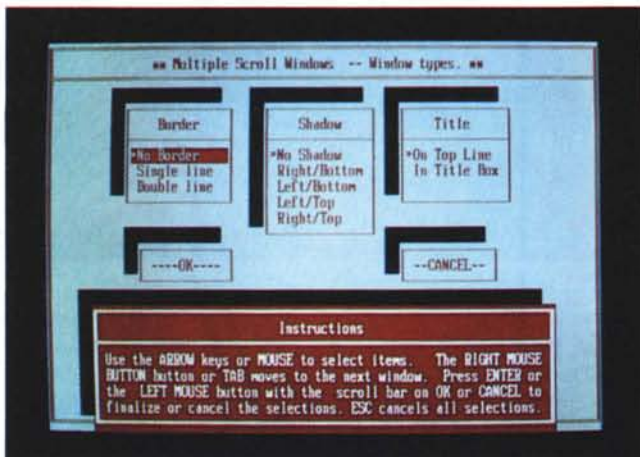 ** Multiple Scroll Windows -- Window types. **
Border
*No Border
Single line
Double line
Shadow
*No Shadow
Right/Bottom
Left/Bottom
Left/Top
Right/Top
Title
*On Top Line
In Title Box
----OK----
--CANCEL--
Instructions
Use the ARROW keys or MOUSE to select items. The RIGHT MOUSE
BUTTON button or TAB moves to the next window. Press ENTER or
the LEFT MOUSE button with the scroll bar on OK or CANCEL to
finalize or cancel the selections. ESC cancels all selections.